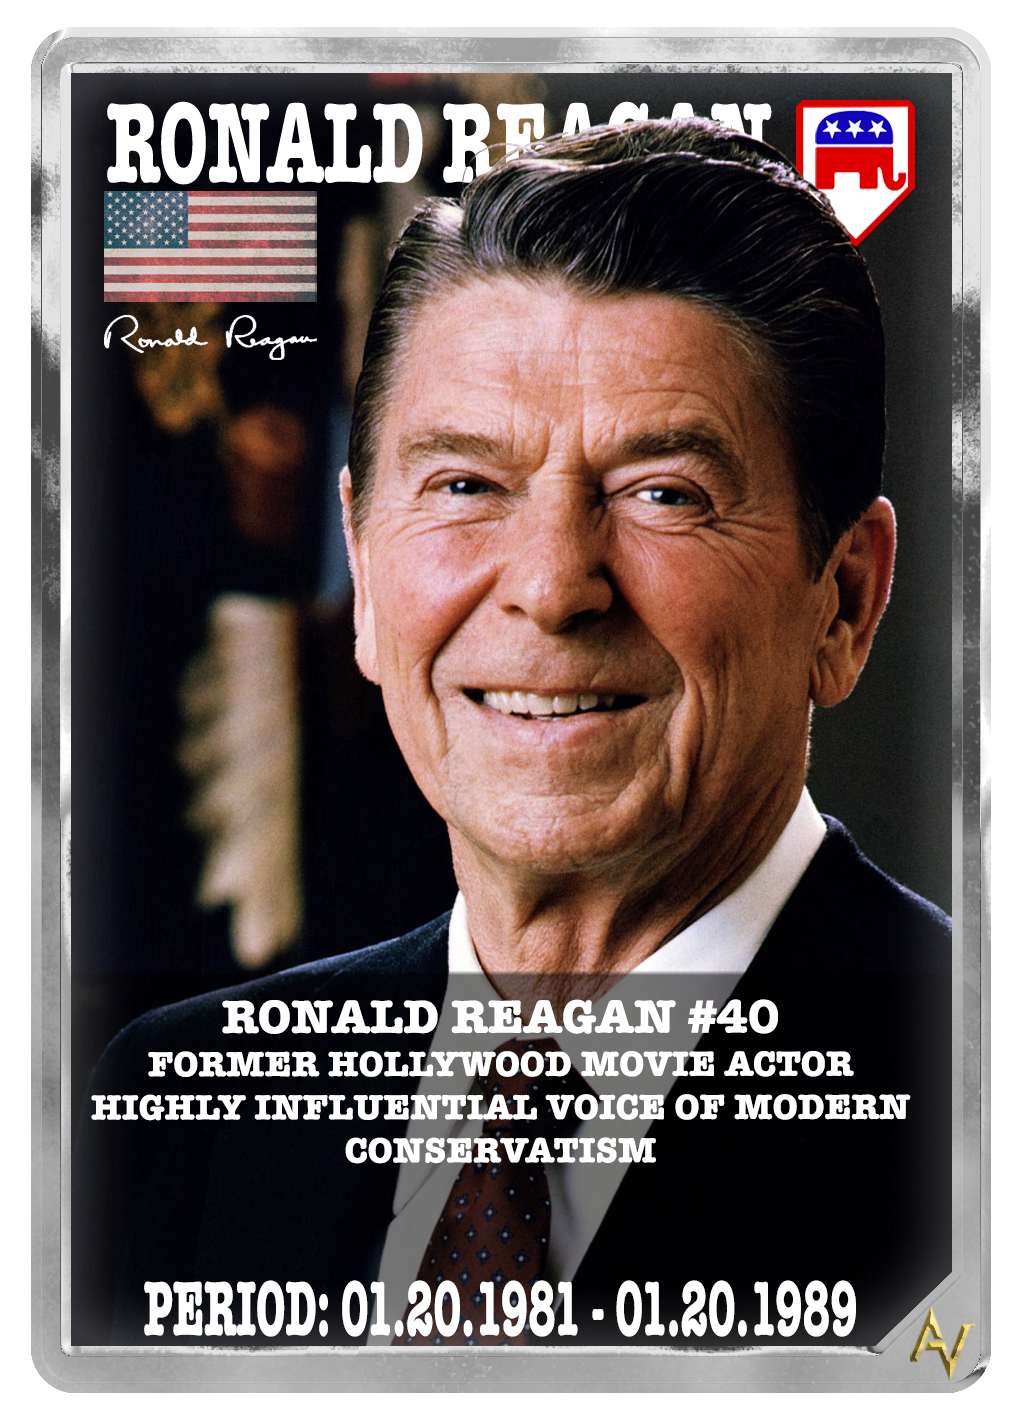 RONALD REAGAN
Ronald Reagan
RONALD REAGAN #40
FORMER HOLLYWOOD MOVIE ACTOR
HIGHLY INFLUENTIAL VOICE OF MODERN
CONSERVATISM
PERIOD: 01.20.1981 - 01.20.1989
AV